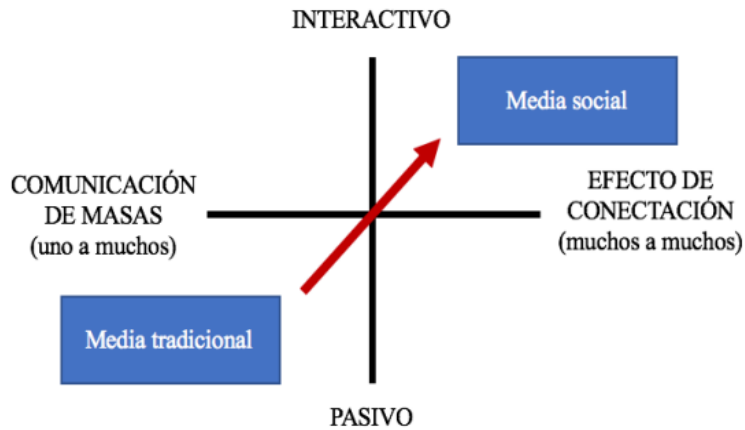 INTERACTIVO
Media social
COMUNICACIÓN
DE MASAS
(uno a muchos)
EFECTO DE
CONECTACIÓN
(muchos a muchos)
Media tradicional
PASIVO